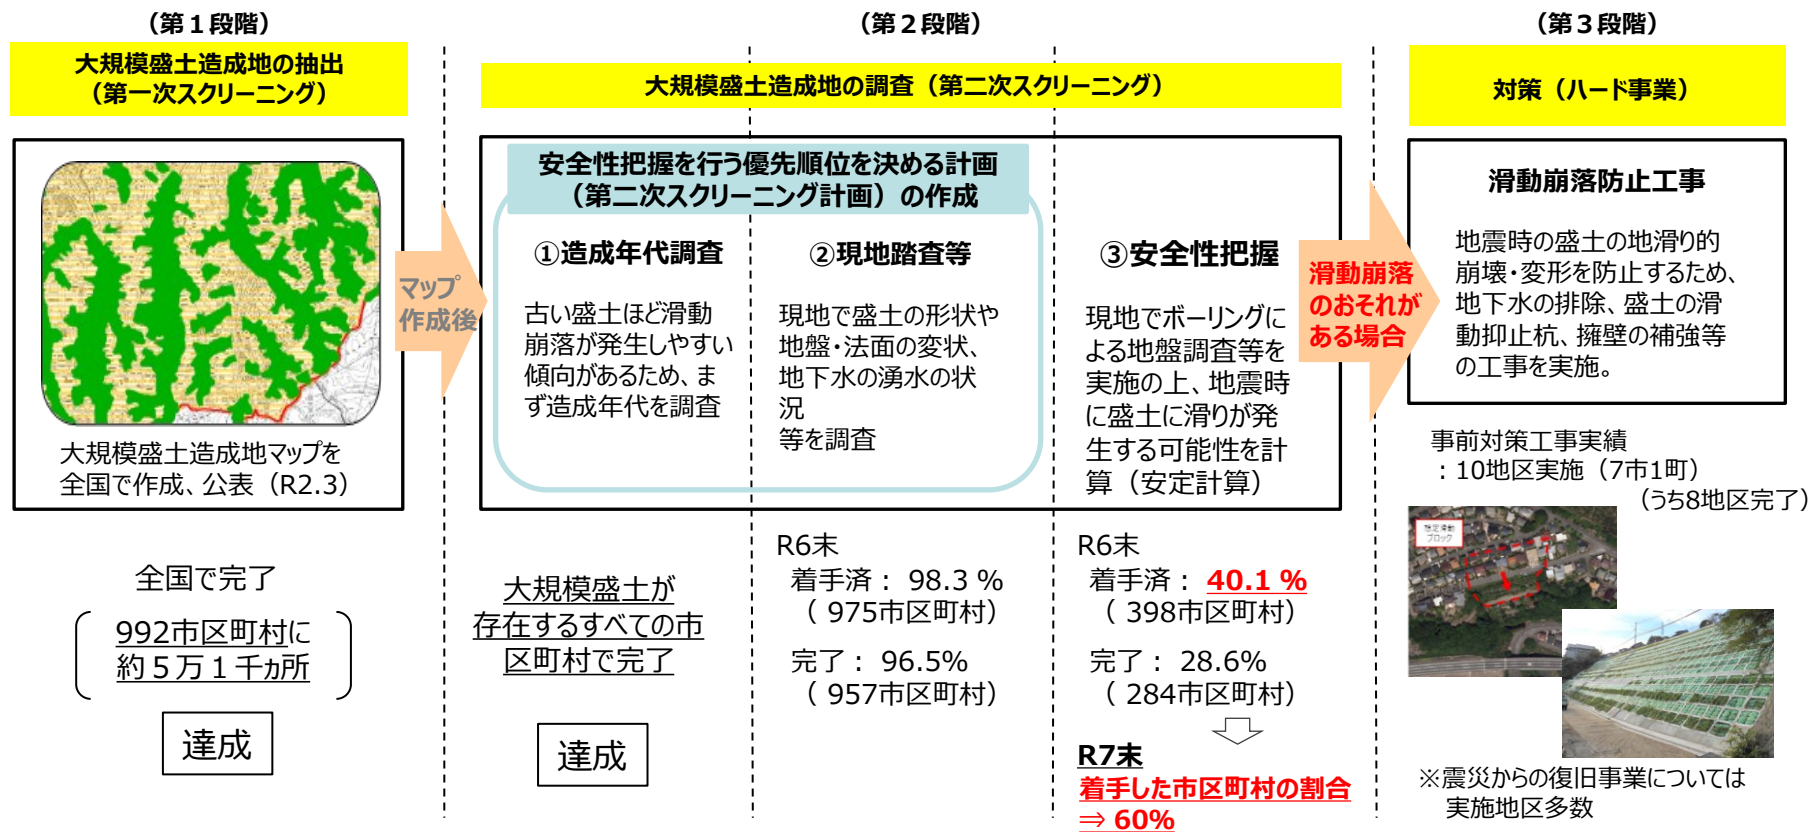 （第１段階）
大規模盛土造成地の抽出
（第一次スクリーニング）
大規模盛土造成地マップを
全国で作成、公表（R2.3）
全国で完了
992市区町村に
約５万１千ヵ所
達成
マップ
作成後
（第２段階）
大規模盛土造成地の調査（第二次スクリーニング）
安全性把握を行う優先順位を決める計画
（第二次スクリーニング計画）の作成
①造成年代調査
古い盛土ほど滑動
崩落が発生しやすい
傾向があるため、ま
ず造成年代を調査
大規模盛土が
存在するすべての市
区町村で完了
達成
②現地踏査等
現地で盛土の形状や
地盤・法面の変状、
地下水の湧水の状
況
等を調査
R6末
着手済： 98.3 %
（ 975市区町村）
完了： 96.5%
（ 957市区町村）
③安全性把握
現地でボーリングに
よる地盤調査等を
実施の上、地震時
に盛土に滑りが発
生する可能性を計
算（安定計算）
R6末
着手済： 40.1 %
（ 398市区町村）
完了： 28.6%
（ 284市区町村）
R7末
着手した市区町村の割合
⇒ 60%
滑動崩落
のおそれが
ある場合
（第３段階）
対策（ハード事業）
滑動崩落防止工事
地震時の盛土の地滑り的
崩壊・変形を防止するため、
地下水の排除、盛土の滑
動抑止杭、擁壁の補強等
の工事を実施。
事前対策工事実績
：10地区実施（7市1町）
（うち8地区完了）
想定滑動
ブロック
※震災からの復旧事業については
実施地区多数